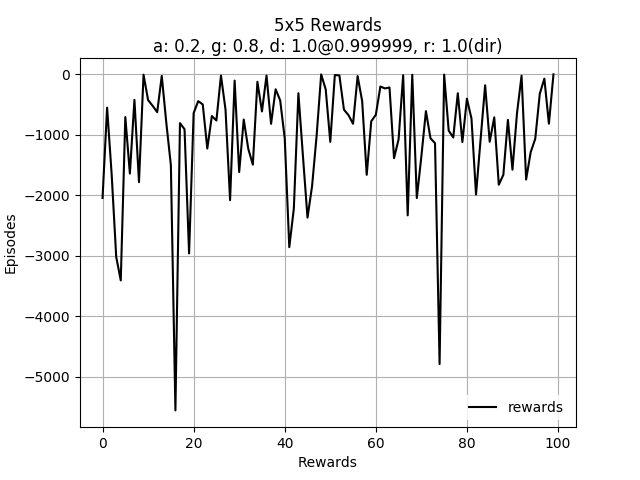 5x5 Rewards
a: 0.2, g: 0.8, d: 1.0@0.999999, r: 1.0(dir)
0
−1000
−2000
−3000
−4000
−5000
Episodes
rewards
0 20 40 60 80 100
Rewards